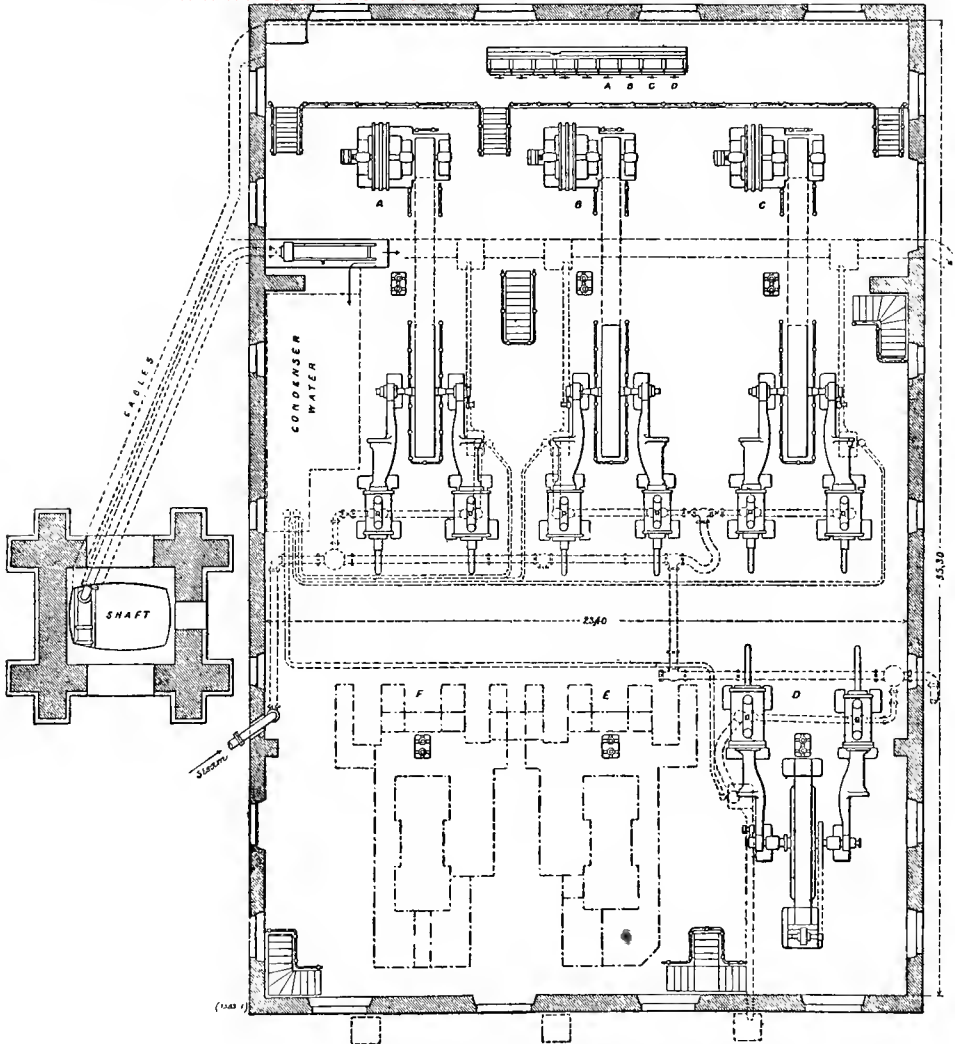 A B C D
A
B
C
CABLES
CONDENSER
WATER
SHAFT
23,40
35,30
F
E
D
Steam